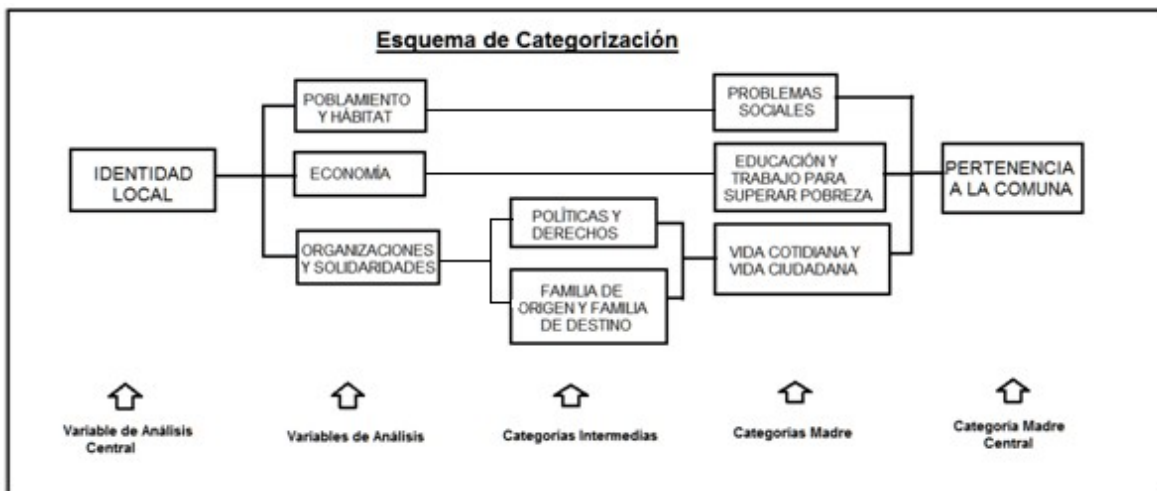 Esquema de Categorización
IDENTIDAD
LOCAL
POBLAMIENTO
Y HÁBITAT
ECONOMÍA
ORGANIZACIONES
Y SOLIDARIDADES
POLÍTICAS Y
DERECHOS
FAMILIA DE
ORIGEN Y FAMILIA
DE DESTINO
PROBLEMAS
SOCIALES
EDUCACIÓN Y
TRABAJO PARA
SUPERAR POBREZA
VIDA COTIDIANA Y
VIDA CIUDADANA
PERTENENCIA
A LA COMUNA
Variable de Análisis
Central
Variables de Análisis
Categorías Intermedias
Categorías Madre
Categoría Madre
Central